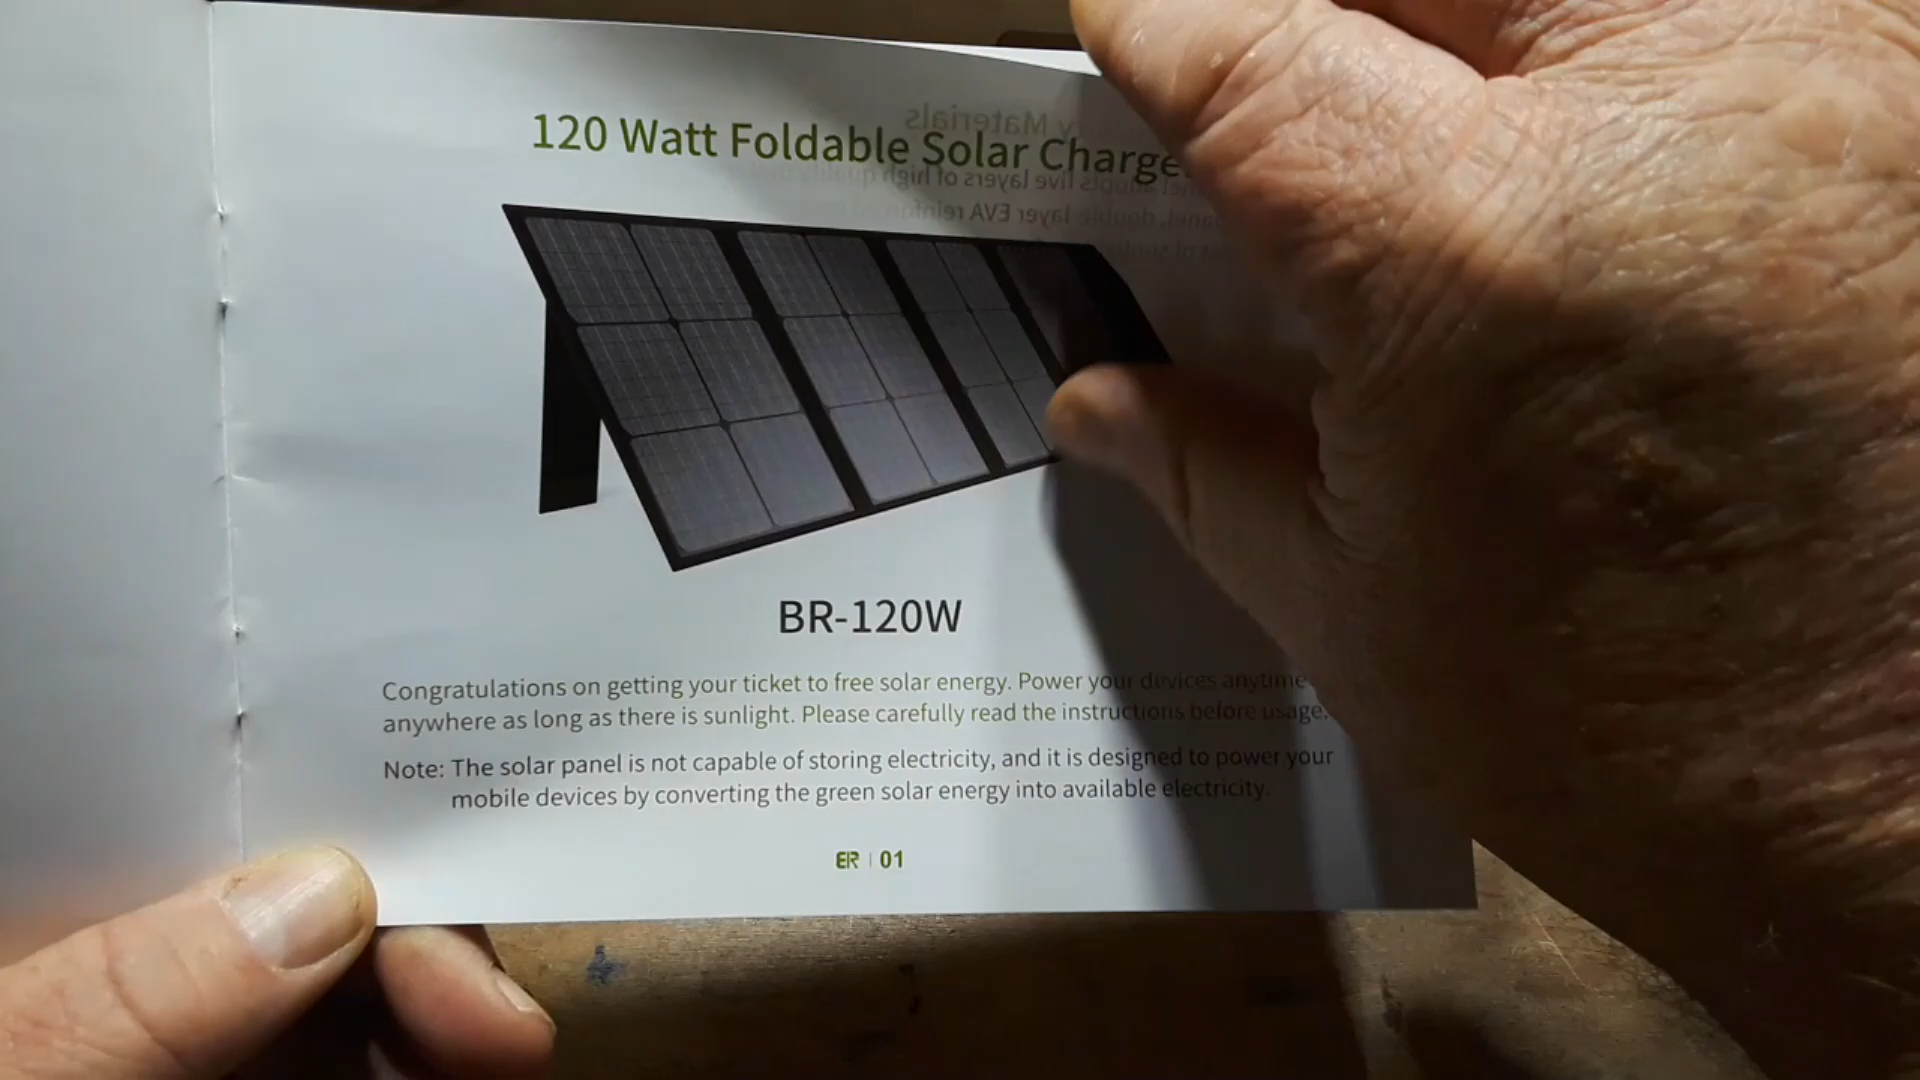 120 Watt Foldable Solar Charge
BR-120W
Congratulations on getting your ticket to free solar energy. Power your devices anytime
anywhere as long as there is sunlight. Please carefully read the instructions before usage.
Note: The solar panel is not capable of storing electricity, and it is designed to power your
mobile devices by converting the green solar energy into available electricity.
ER | 01